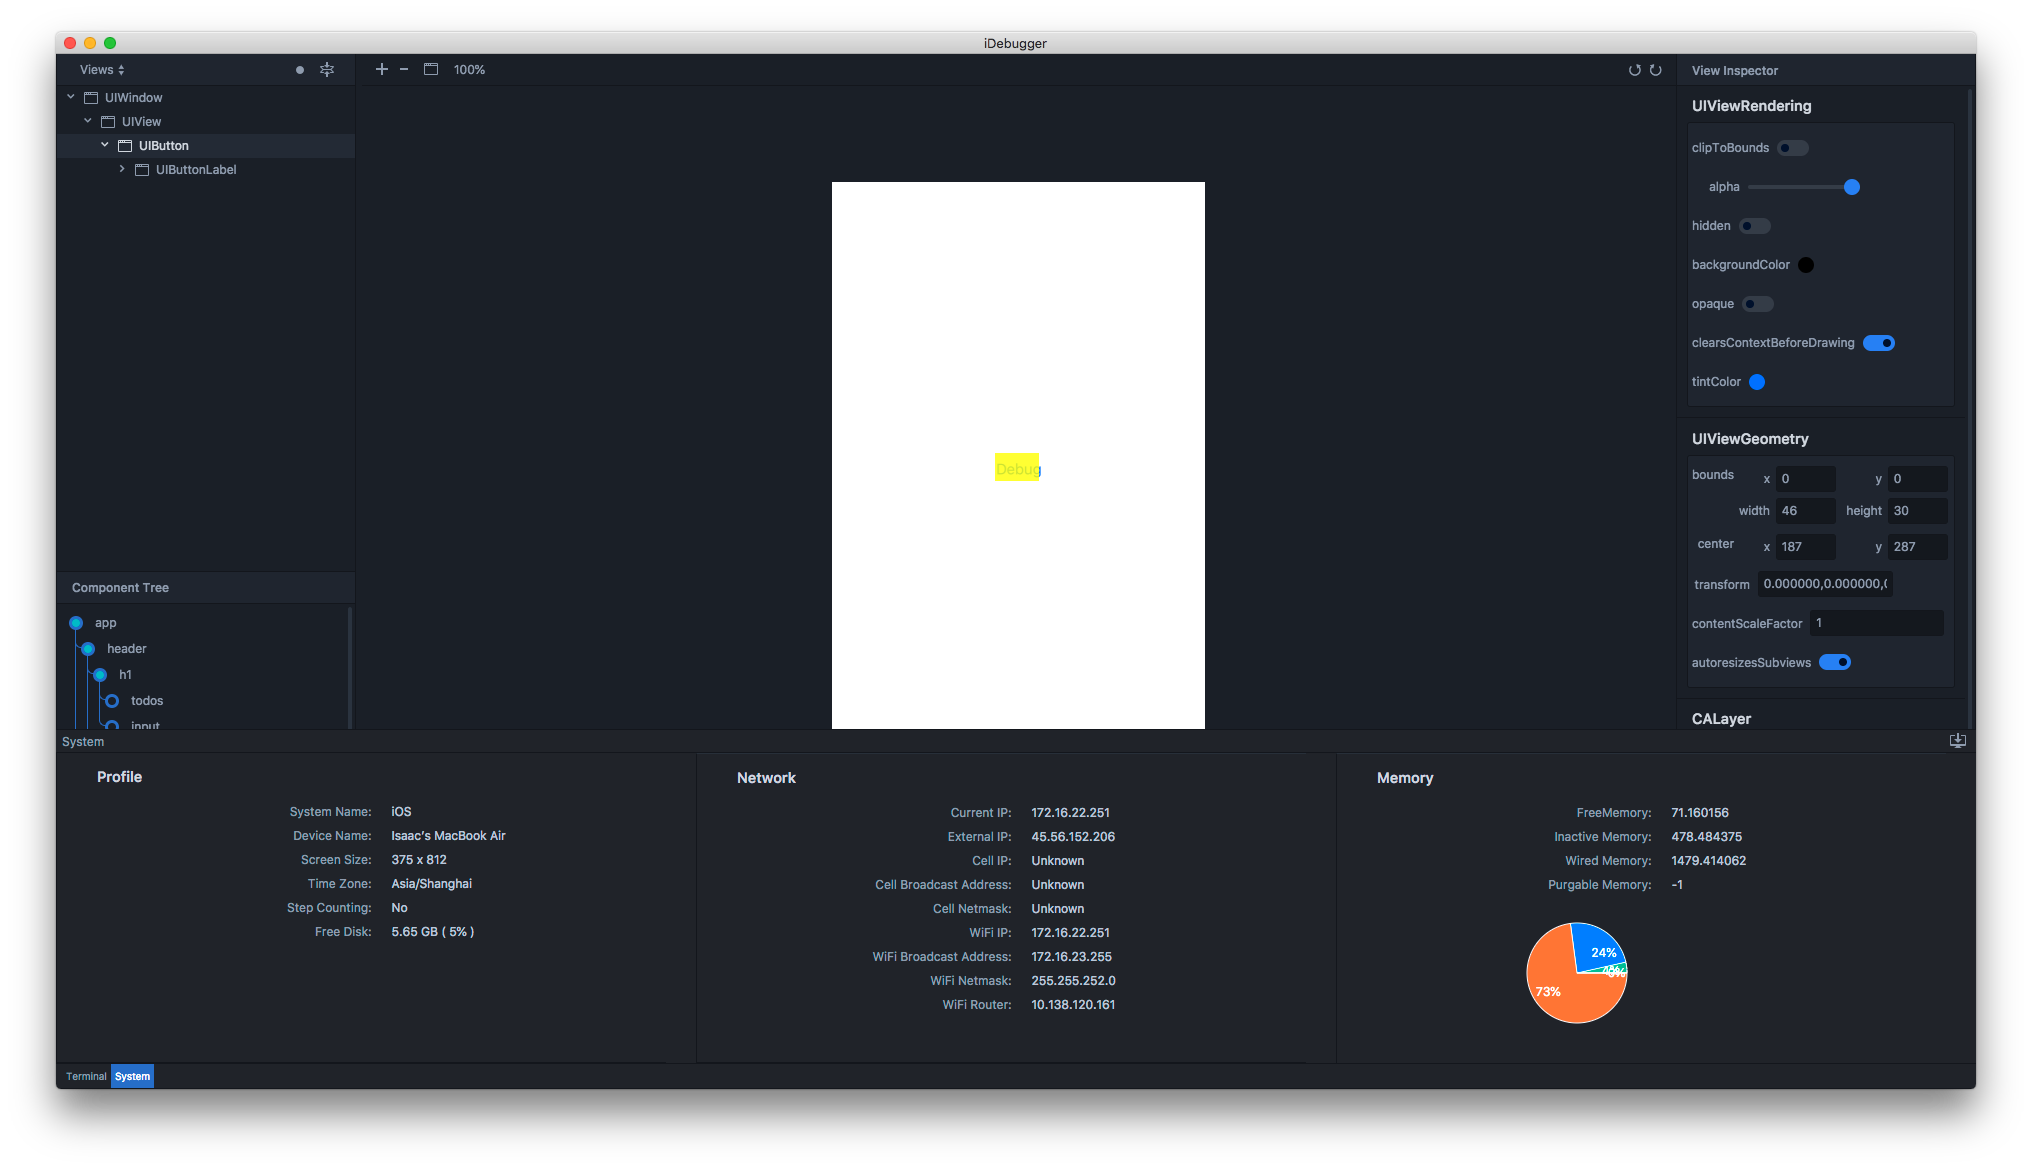 iDebugger
Views
100%
View Inspector
UIWindow
UIView
UIButton
UIButtonLabel
Debug
UIViewRendering
clipToBounds
alpha
hidden
backgroundColor
opaque
clearsContextBeforeDrawing
tintColor
UIViewGeometry
bounds x 0 y 0
width 46 height 30
center x 187 y 287
transform 0.000000,0.000000,
contentScaleFactor 1
autoresizesSubviews
CALayer
Component Tree
app
header
h1
todos
input
System
Profile
System Name: iOS
Device Name: Isaac's MacBook Air
Screen Size: 375 x 812
Time Zone: Asia/Shanghai
Step Counting: No
Free Disk: 5.65 GB ( 5% )
Network
Current IP: 172.16.22.251
External IP: 45.56.152.206
Cell IP: Unknown
Cell Broadcast Address: Unknown
Cell Netmask: Unknown
WiFi IP: 172.16.22.251
WiFi Broadcast Address: 172.16.23.255
WiFi Netmask: 255.255.252.0
WiFi Router: 10.138.120.161
Memory
FreeMemory: 71.160156
Inactive Memory: 478.484375
Wired Memory: 1479.414062
Purgable Memory: -1
24%
73%
Terminal System